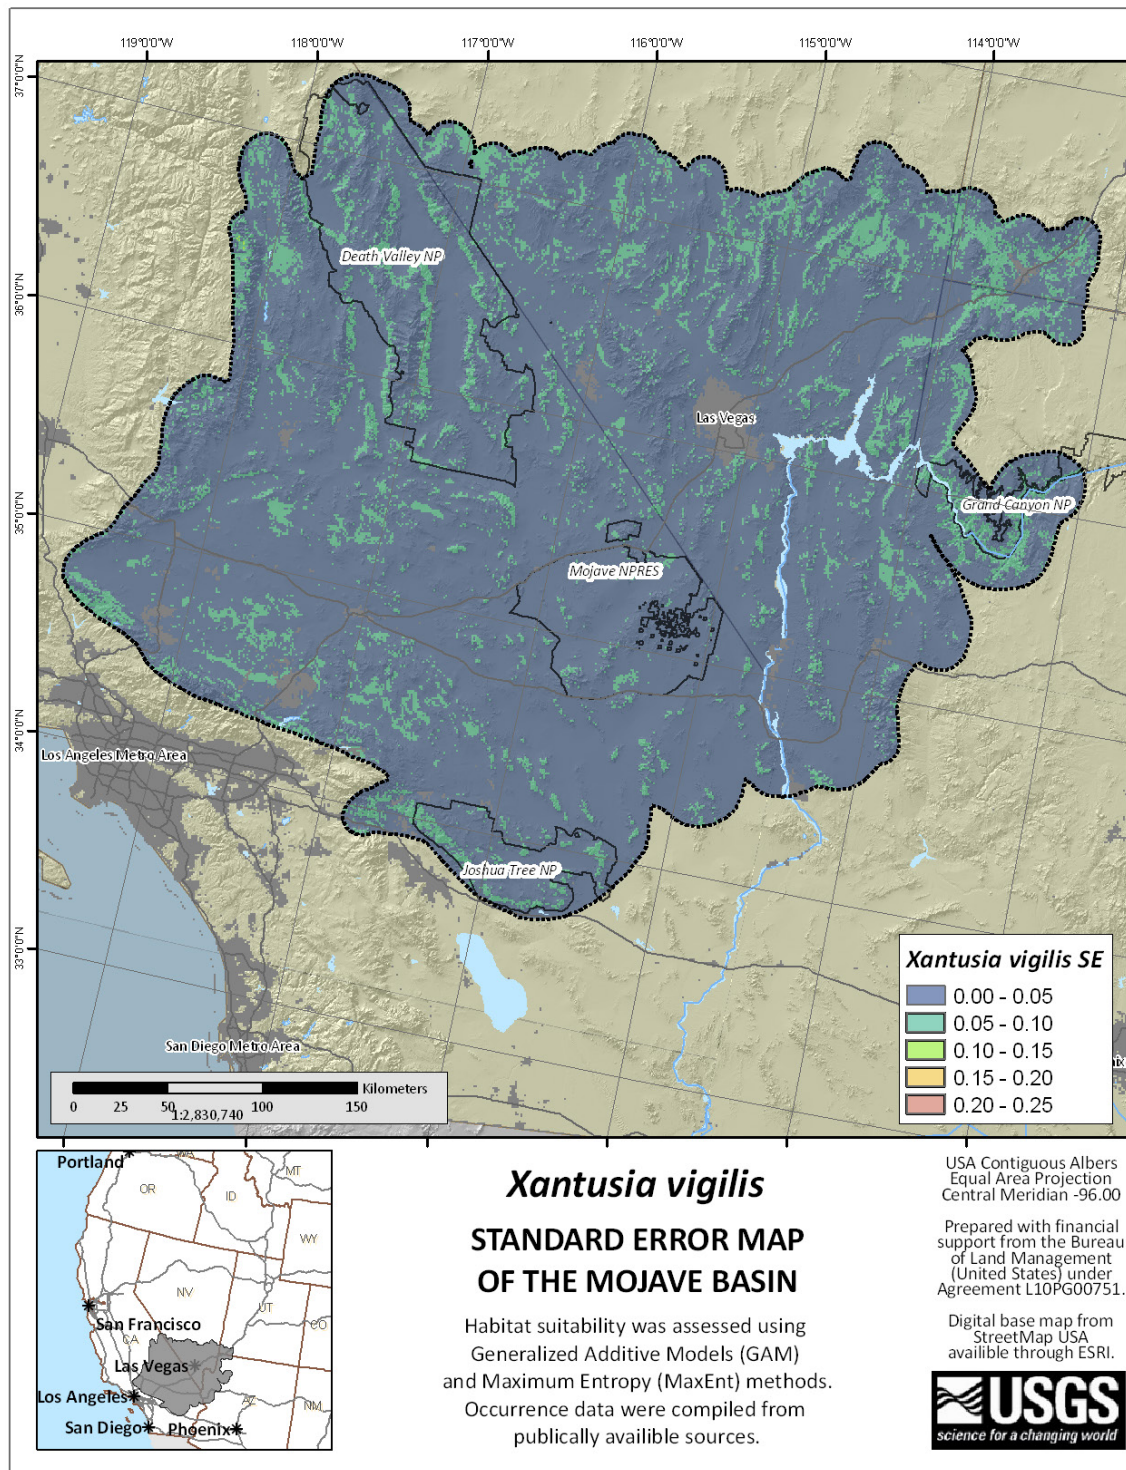 119°0'0"W
118°0'0"W
117°0'0"W
116°0'0"W
115°0'0"W
114°0'0"W
37°0'0"N
36°0'0"N
35°0'0"N
34°0'0"N
33°0'0"N
Death Valley NP
Las Vegas
Grand Canyon NP
Mojave NPRES
Los Angeles Metro Area
Joshua Tree NP
San Diego Metro Area
nix
Xantusia vigilis SE
0.00 - 0.05
0.05 - 0.10
0.10 - 0.15
0.15 - 0.20
0.20 - 0.25
Kilometers
0 25 50 100 150
1:2,830,740
Portland
WA
MT
OR
ID
WY
NV
UT
CO
San Francisco
CA
Las Vegas
Los Angeles
AZ
NM
San Diego
Phoenix
Xantusia vigilis
STANDARD ERROR MAP
OF THE MOJAVE BASIN
Habitat suitability was assessed using
Generalized Additive Models (GAM)
and Maximum Entropy (MaxEnt) methods.
Occurrence data were compiled from
publically availible sources.
USA Contiguous Albers
Equal Area Projection
Central Meridian -96.00
Prepared with financial
support from the Bureau
of Land Management
(United States) under
Agreement L10PG00751.
Digital base map from
StreetMap USA
availible through ESRI.
USGS
science for a changing world